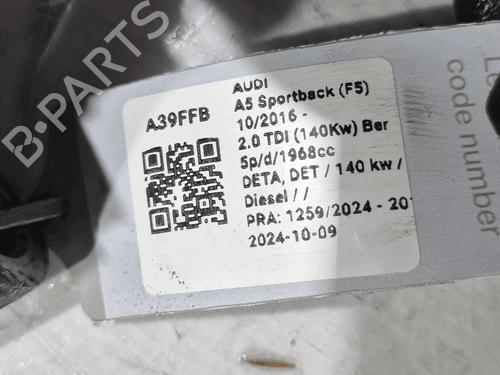 B-PARTS
A39FFB
AUDI
A5 Sportback (F5)
10/2016 -
2.0 TDI (140Kw) Ber
5p/d/1968cc
DETA, DET / 140 kw /
Diesel / /
PRA: 1259/2024 - 201
2024-10-09
code number